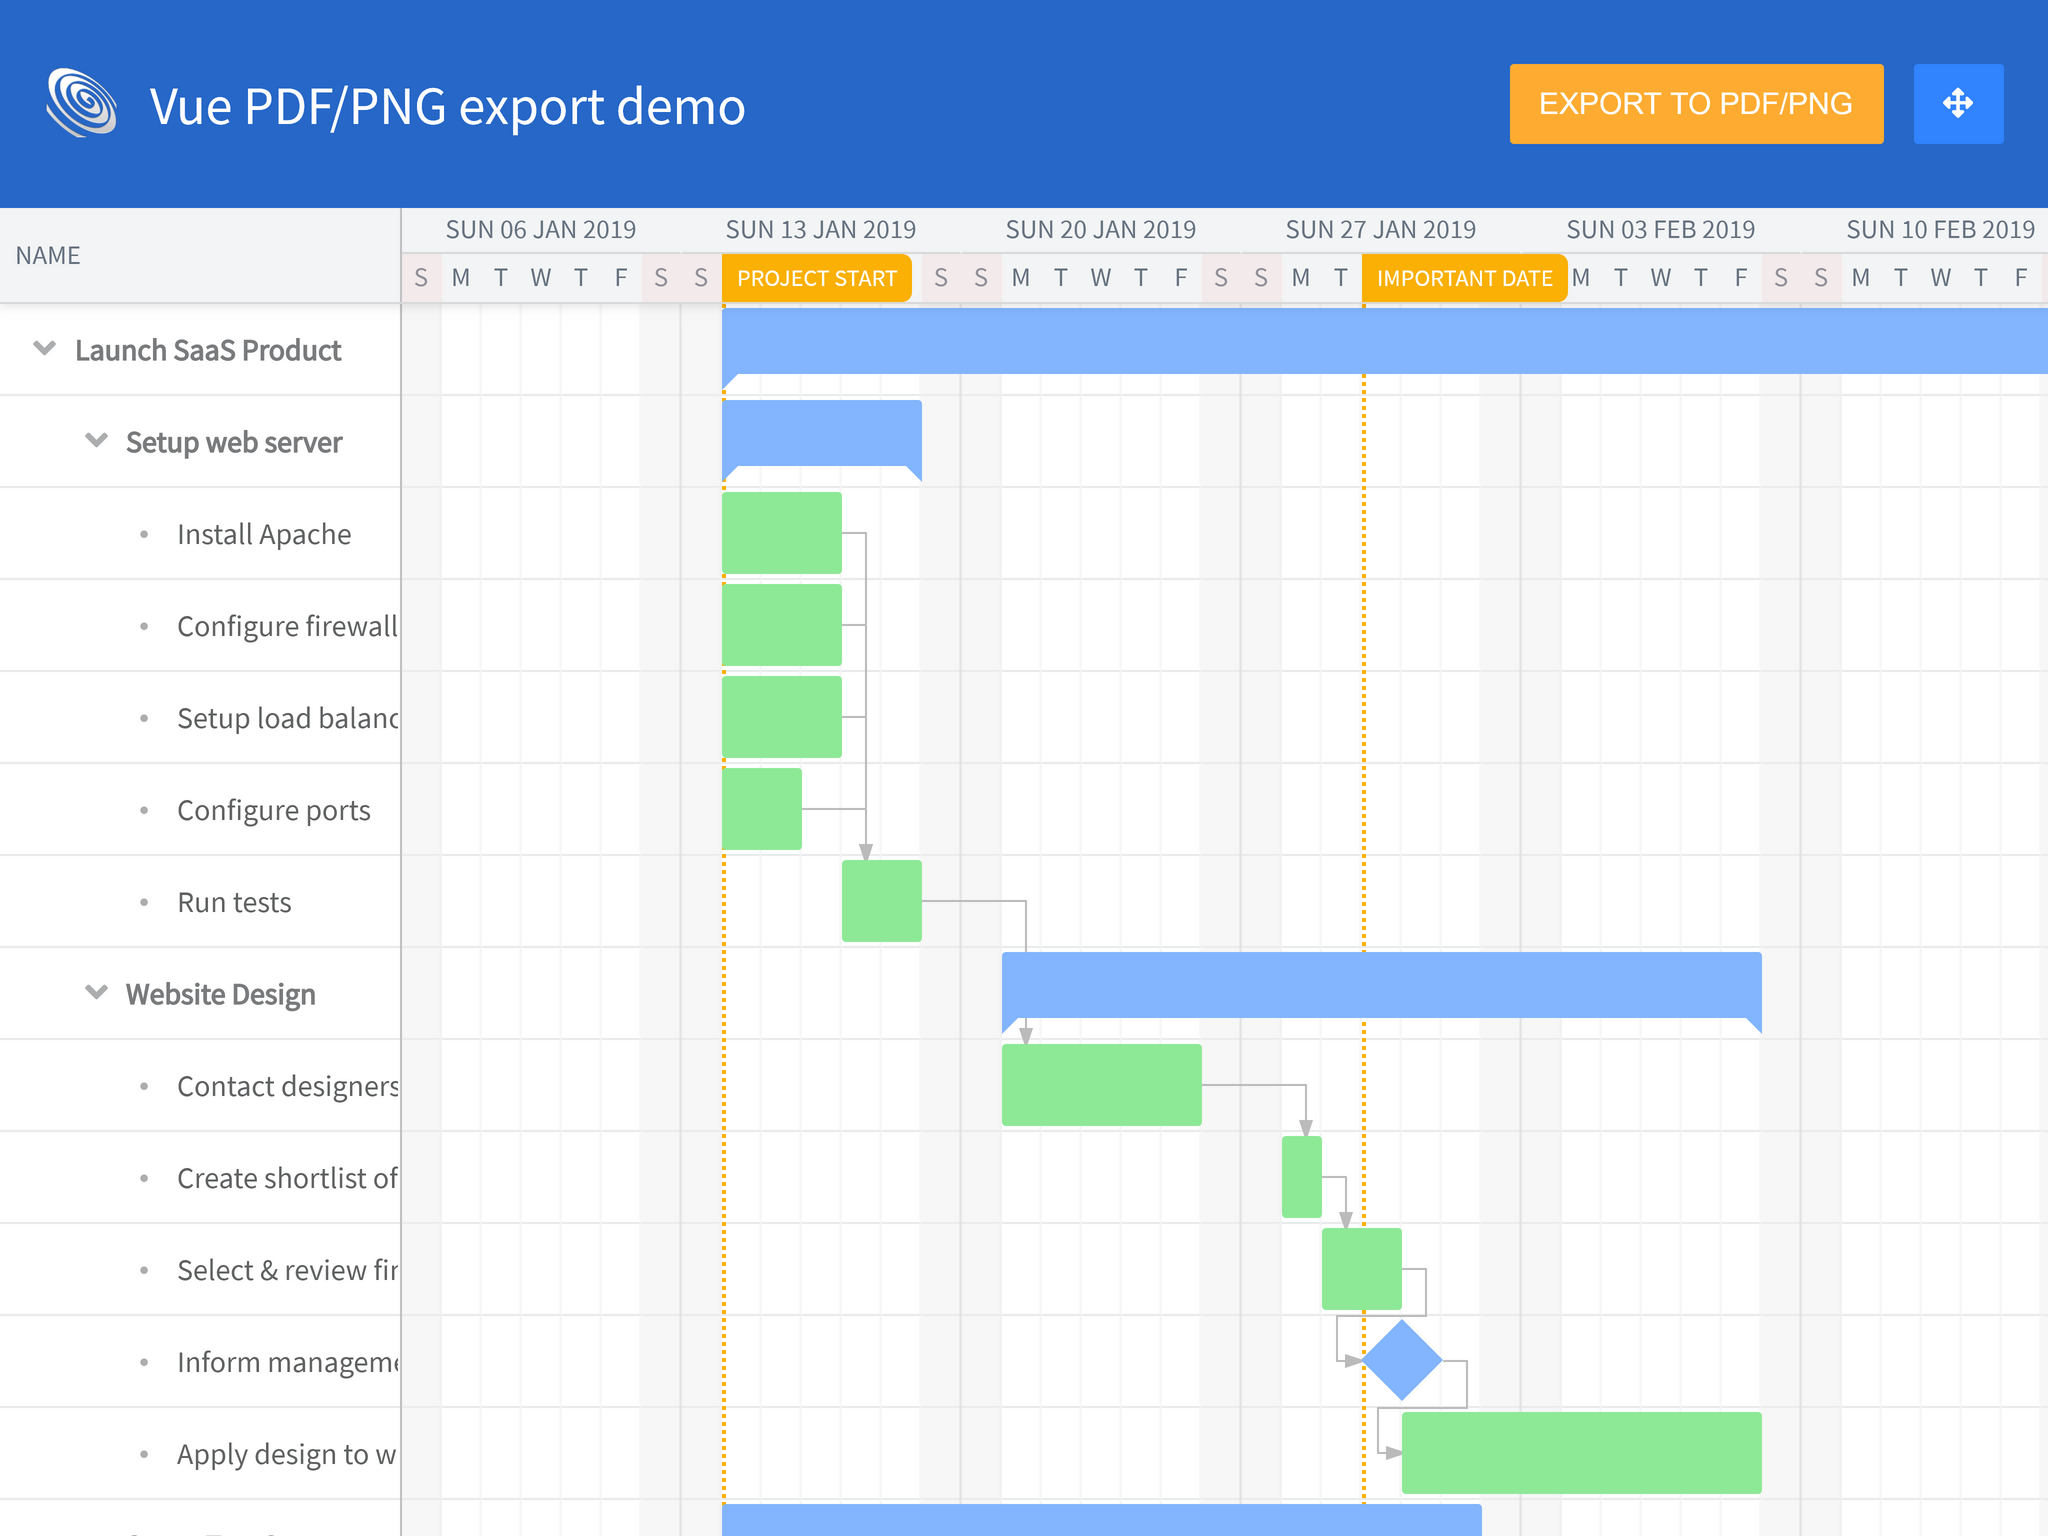 Vue PDF/PNG export demo
EXPORT TO PDF/PNG
NAME
SUN 06 JAN 2019 SUN 13 JAN 2019 SUN 20 JAN 2019 SUN 27 JAN 2019 SUN 03 FEB 2019 SUN 10 FEB 2019
S M T W T F S S PROJECT START S S M T W T F S S M T IMPORTANT DATE M T W T F S S M T W T F
Launch SaaS Product
Setup web server
Install Apache
Configure firewall
Setup load balanc
Configure ports
Run tests
Website Design
Contact designers
Create shortlist of
Select & review fin
Inform manageme
Apply design to w